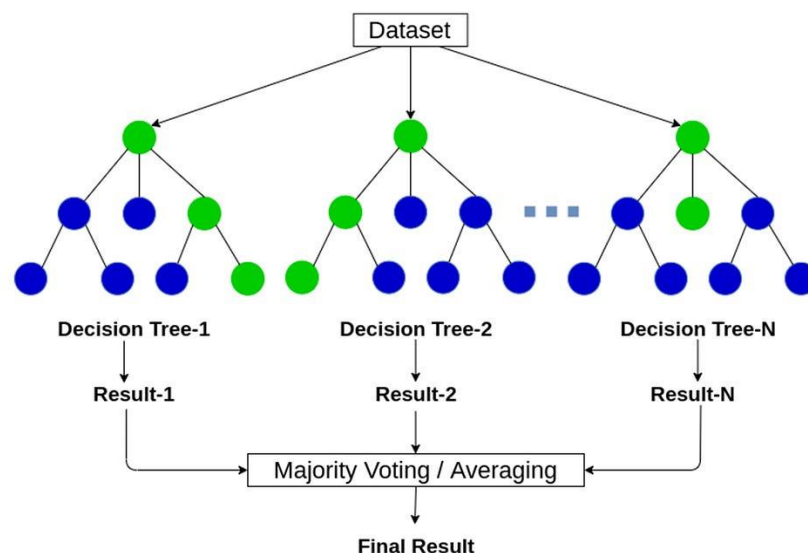 Dataset
Decision Tree-1
Decision Tree-2
Decision Tree-N
Result-1
Result-2
Result-N
Majority Voting / Averaging
Final Result